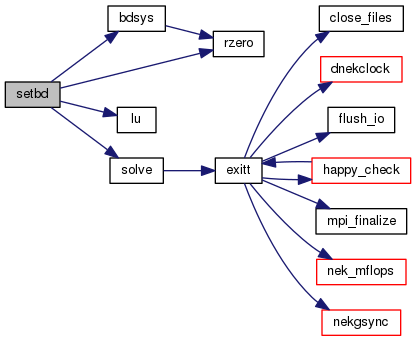 setbd
bdsys
rzero
lu
solve
exitt
close_files
dnekclock
flush_io
happy_check
mpi_finalize
nek_mflops
nekgsync